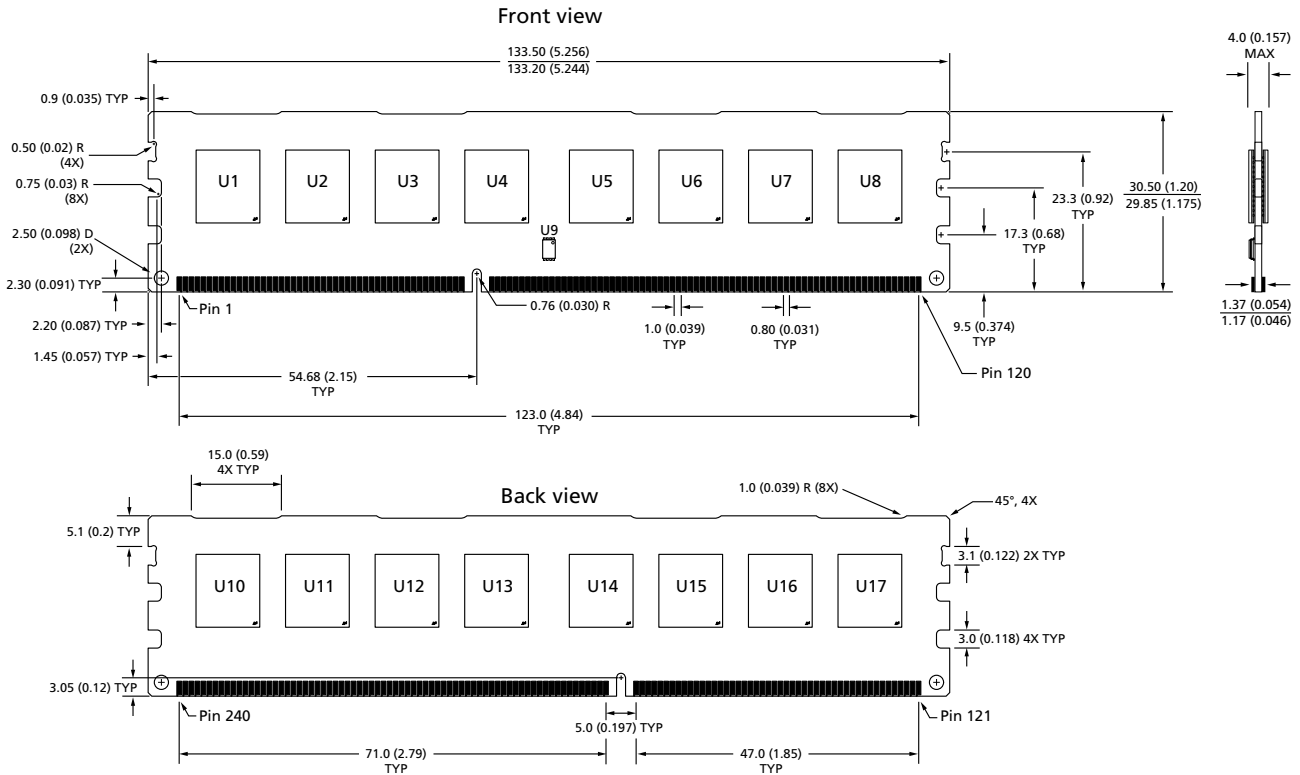 Front view
133.50 (5.256)
133.20 (5.244)
4.0 (0.157)
MAX
0.9 (0.035) TYP
0.50 (0.02) R
(4X)
0.75 (0.03) R
(8X)
2.50 (0.098) D
(2X)
2.30 (0.091) TYP
2.20 (0.087) TYP
1.45 (0.057) TYP
U1
U2
U3
U4
U5
U6
U7
U8
U9
23.3 (0.92)
TYP
30.50 (1.20)
29.85 (1.175)
17.3 (0.68)
TYP
Pin 1
0.76 (0.030) R
1.0 (0.039)
TYP
0.80 (0.031)
TYP
9.5 (0.374)
TYP
1.37 (0.054)
1.17 (0.046)
54.68 (2.15)
TYP
Pin 120
123.0 (4.84)
TYP
15.0 (0.59)
4X TYP
Back view
1.0 (0.039) R (8X)
45°, 4X
5.1 (0.2) TYP
3.1 (0.122) 2X TYP
U10
U11
U12
U13
U14
U15
U16
U17
3.0 (0.118) 4X TYP
3.05 (0.12) TYP
Pin 240
5.0 (0.197) TYP
Pin 121
71.0 (2.79)
TYP
47.0 (1.85)
TYP